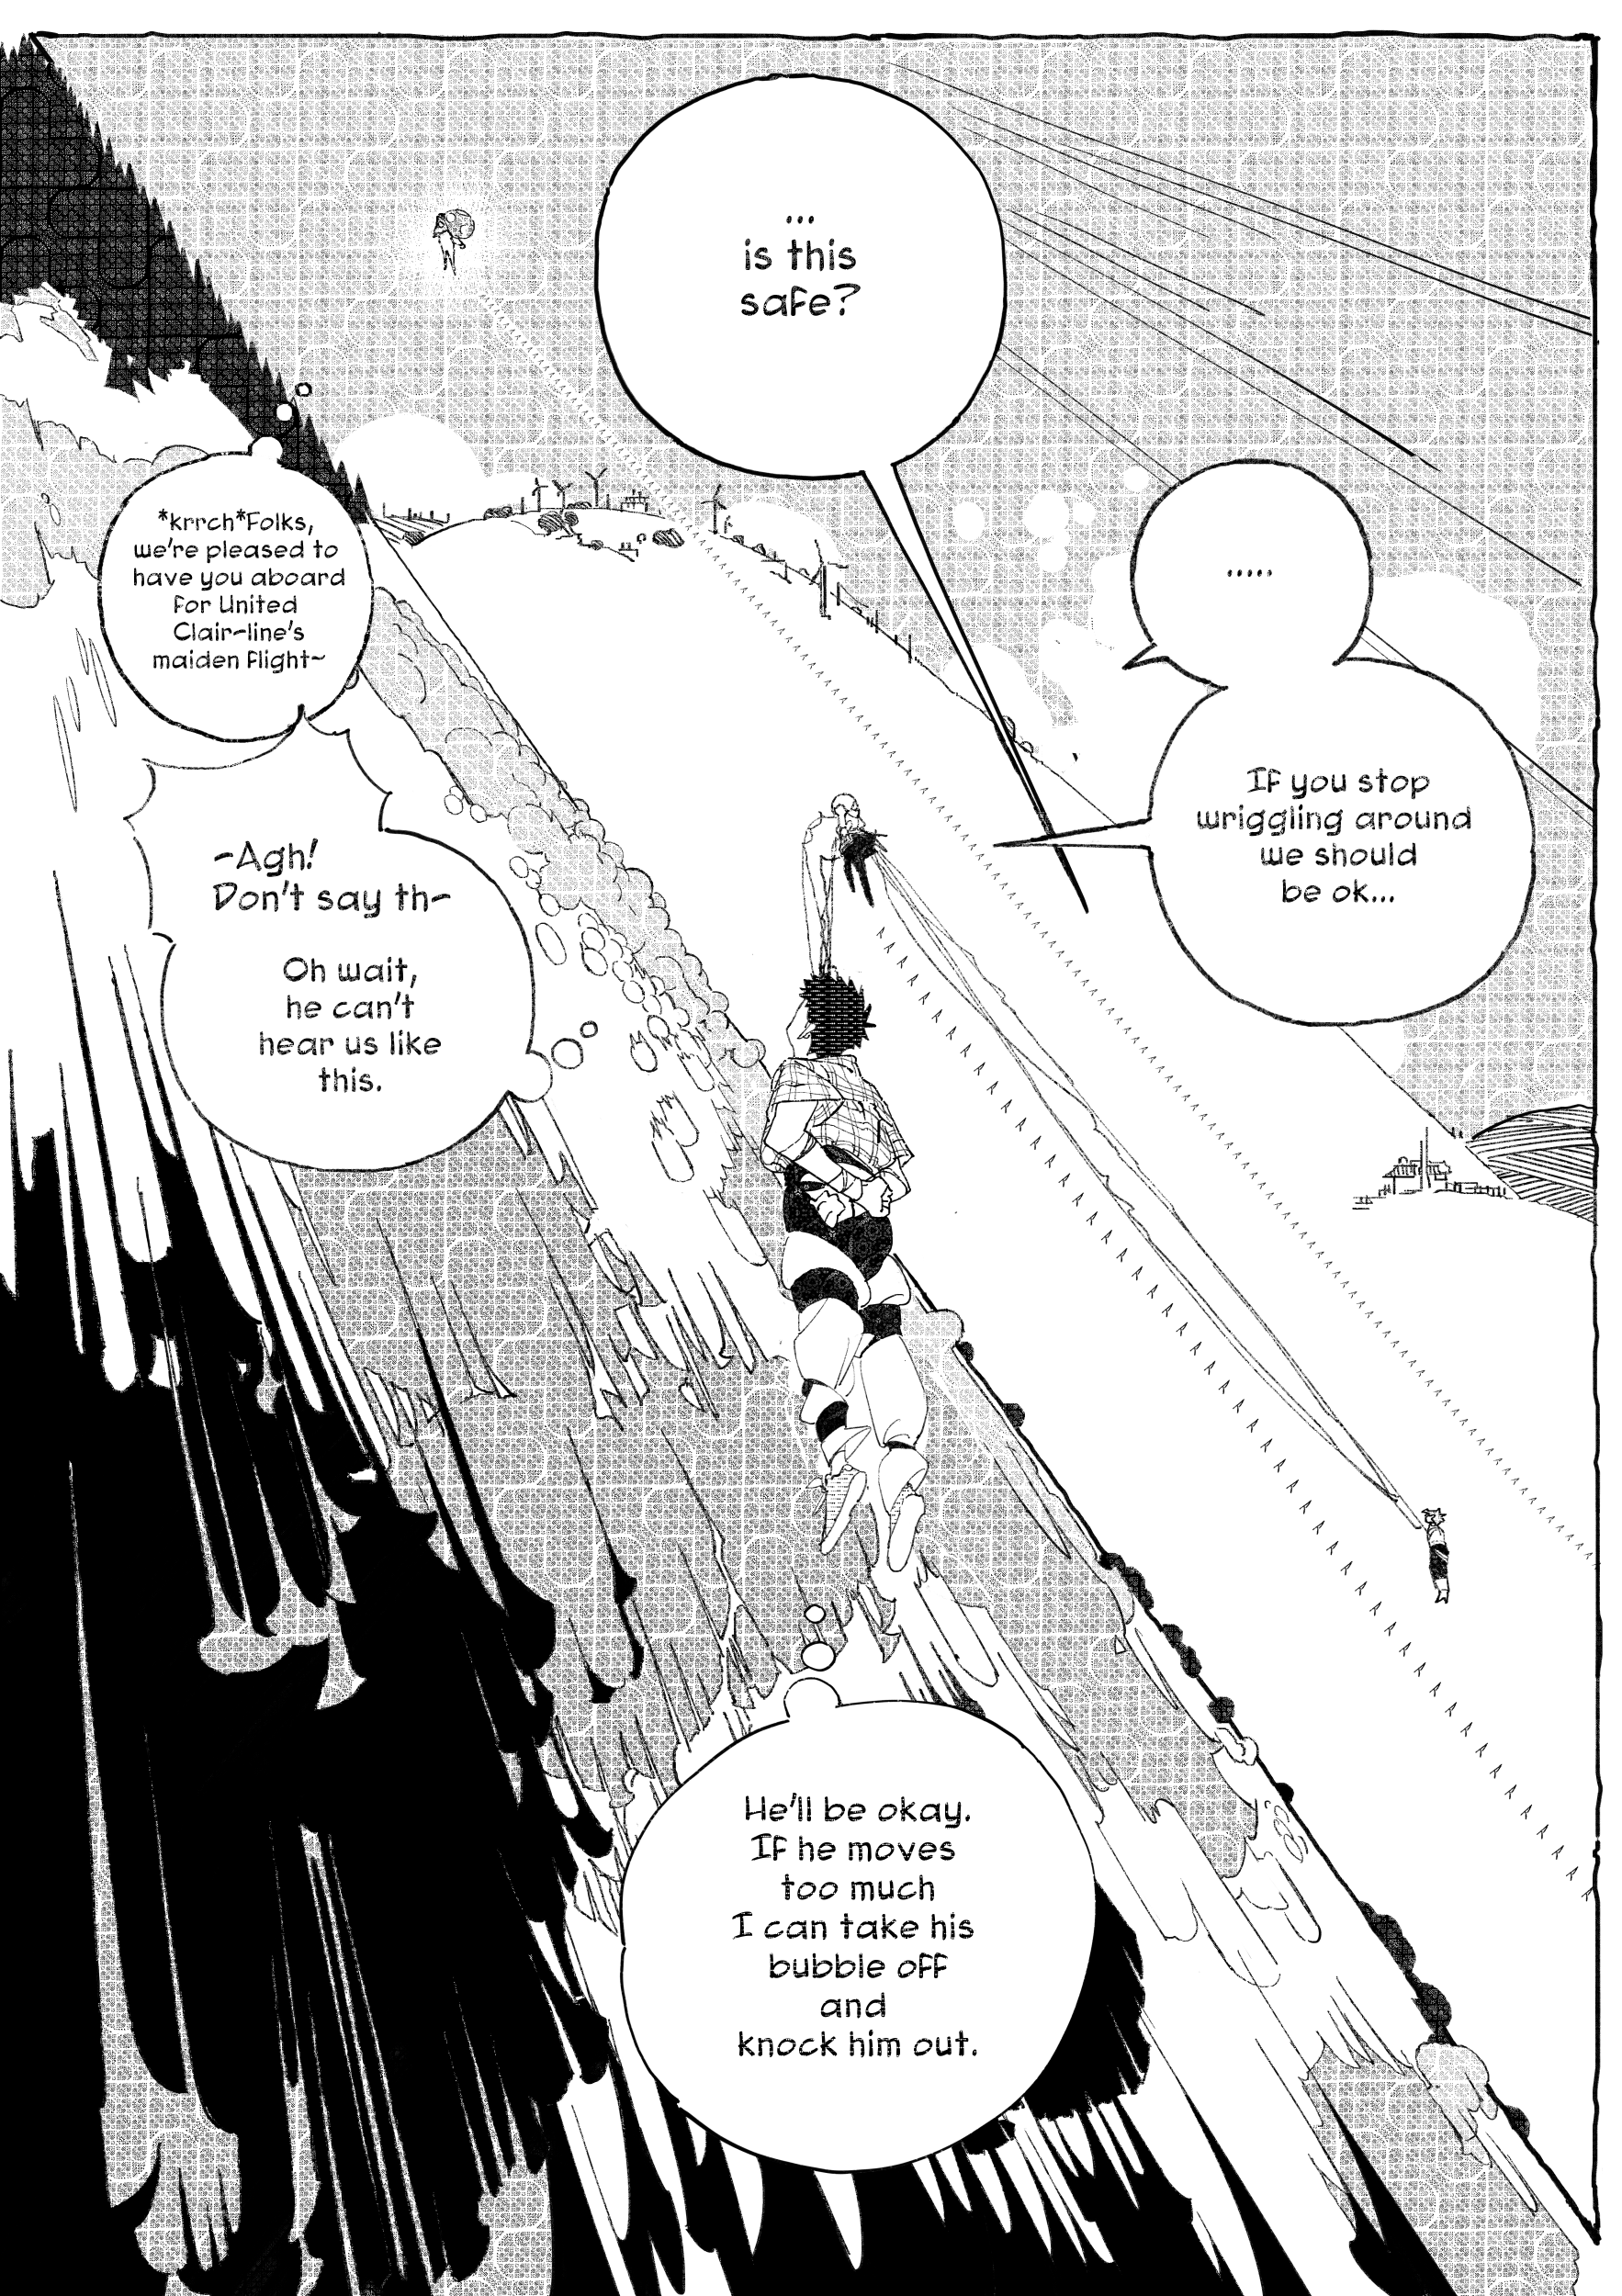 ...
is this
safe?
.....
If you stop
wriggling around
we should
be ok...
*krrch*Folks,
we're pleased to
have you aboard
for United
Clair-line's
maiden flight~
-Agh!
Don't say th-
Oh wait,
he can't
hear us like
this.
He'll be okay.
If he moves
too much
I can take his
bubble off
and
knock him out.